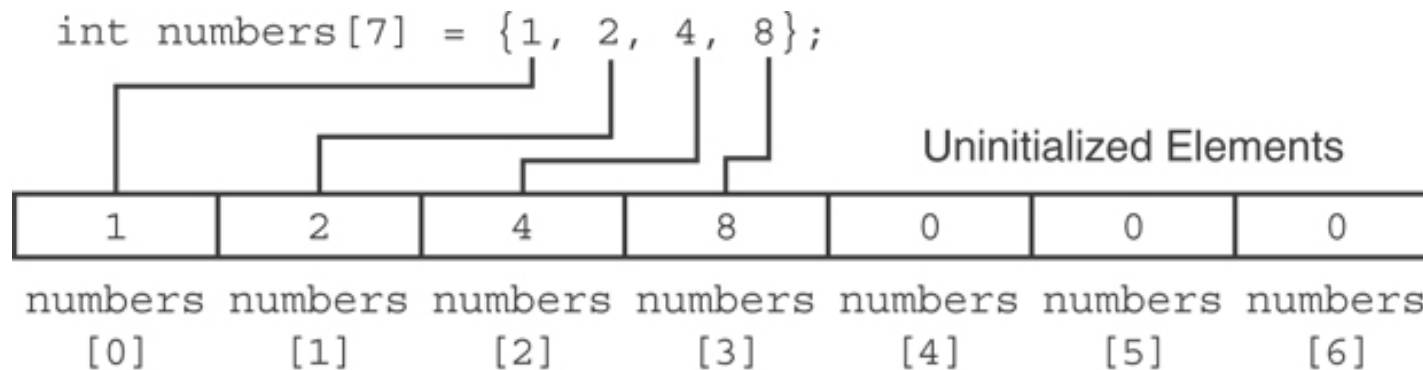 int numbers[7] = {1, 2, 4, 8};
Uninitialized Elements
1 2 4 8 0 0 0
numbers numbers numbers numbers numbers numbers numbers
[0] [1] [2] [3] [4] [5] [6]